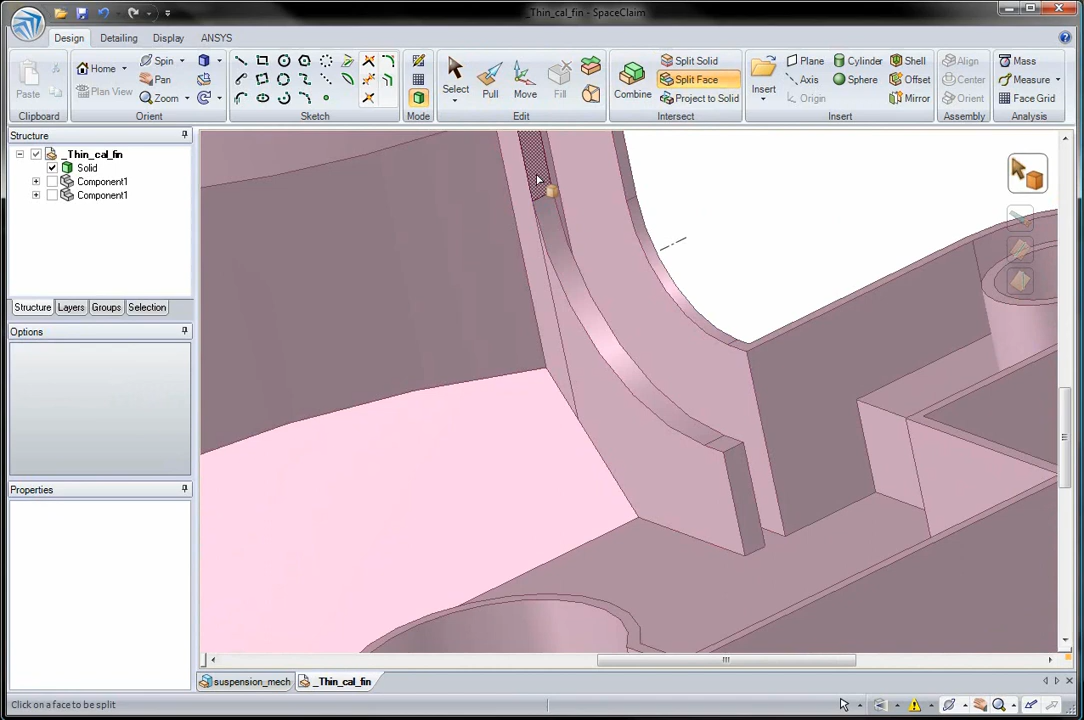 _Thin_cal_fin - SpaceClaim
Design Detailing Display ANSYS
Paste
Clipboard
Home Spin
Plan View Pan
Zoom
Orient
Sketch
Mode
Select Pull Move Fill
Edit
Combine
Split Solid
Split Face
Project to Solid
Intersect
Insert
Plane Cylinder Shell
Axis Sphere Offset
Origin Mirror
Insert
Align
Center
Orient
Assembly
Mass
Measure
Face Grid
Analysis
Structure
_Thin_cal_fin
Solid
Component1
Component1
Structure Layers Groups Selection
Options
Properties
suspension_mech _Thin_cal_fin
Click on a face to be split